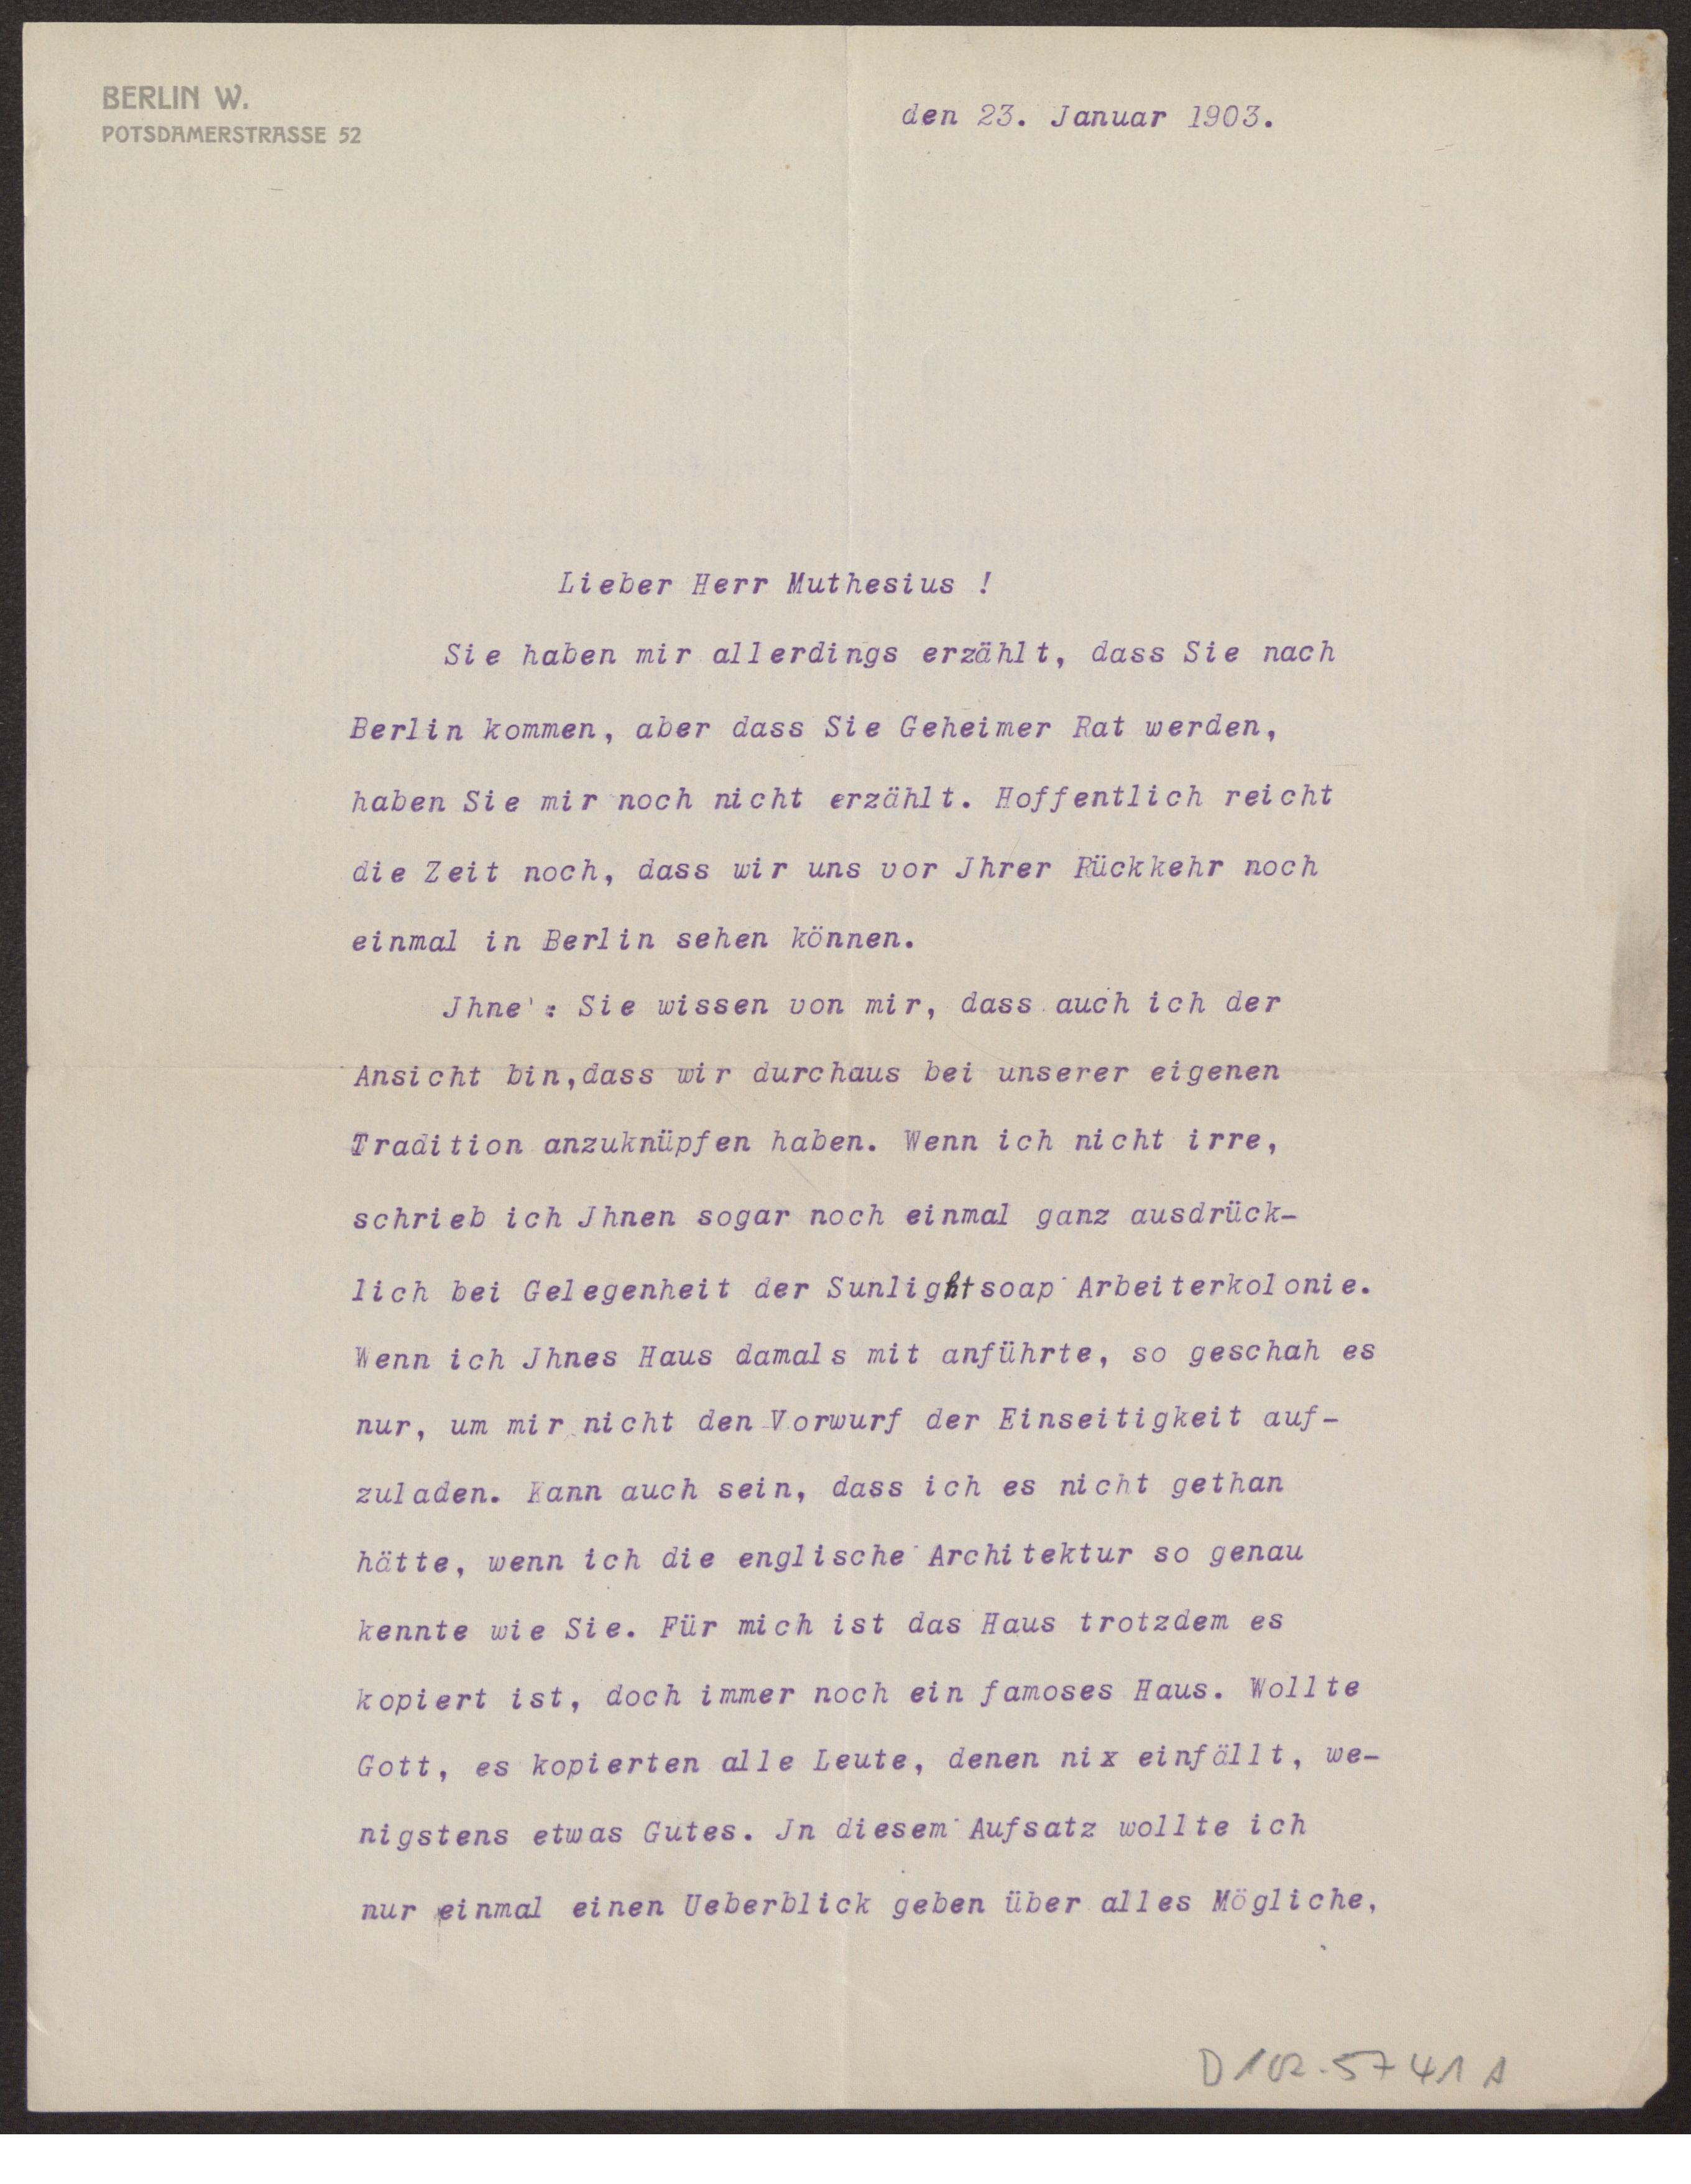 BERLIN W.
POTSDAMERSTRASSE 52
den 23. Januar 1903.
Lieber Herr Muthesius !
Sie haben mir allerdings erzählt, dass Sie nach
Berlin kommen, aber dass Sie Geheimer Rat werden,
haben Sie mir noch nicht erzählt. Hoffentlich reicht
die Zeit noch, dass wir uns vor Jhrer Rückkehr noch
einmal in Berlin sehen können.
Jhne': Sie wissen von mir, dass auch ich der
Ansicht bin,dass wir durchaus bei unserer eigenen
Tradition anzuknüpfen haben. Wenn ich nicht irre,
schrieb ich Jhnen sogar noch einmal ganz ausdrück-
lich bei Gelegenheit der Sunlightsoap Arbeiterkolonie.
Wenn ich Jhnes Haus damals mit anführte, so geschah es
nur, um mir nicht den Vorwurf der Einseitigkeit auf-
zuladen. Kann auch sein, dass ich es nicht gethan
hätte, wenn ich die englische Architektur so genau
kennte wie Sie. Für mich ist das Haus trotzdem es
kopiert ist, doch immer noch ein famoses Haus. Wollte
Gott, es kopierten alle Leute, denen nix einfällt, we-
nigstens etwas Gutes. Jn diesem Aufsatz wollte ich
nur einmal einen Ueberblick geben über alles Mögliche,
D102-5741 A